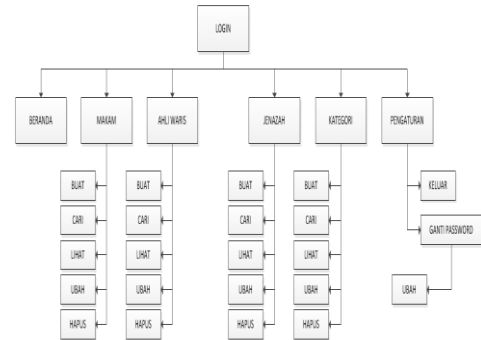 LOGIN
BERANDA
MAKAM
AHLI WARIS
JENAZAH
KATEGORI
PENGATURAN
BUAT
CARI
LIHAT
UBAH
HAPUS
BUAT
CARI
LIHAT
UBAH
HAPUS
BUAT
CARI
LIHAT
UBAH
HAPUS
BUAT
CARI
LIHAT
UBAH
HAPUS
KELUAR
GANTI PASSWORD
UBAH